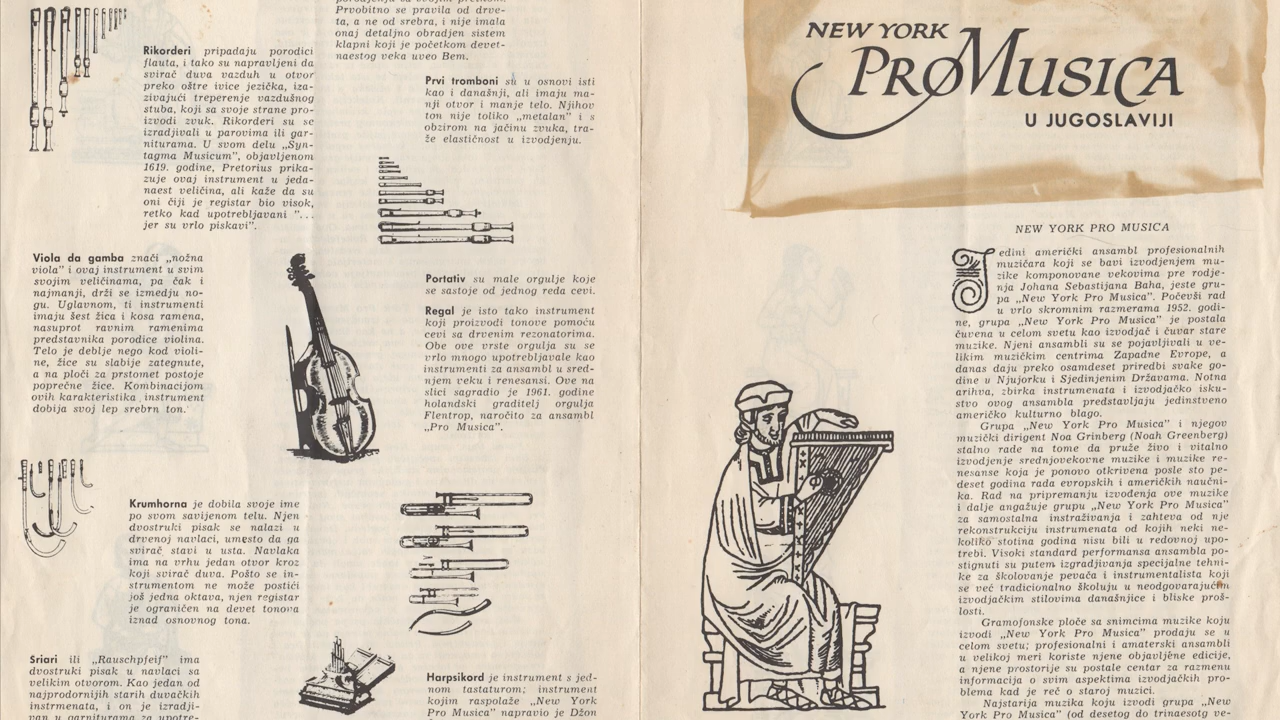 Rikorderi pripadaju porodici
flauta, i tako su napravljeni da
svirač duva vazduh u otvor
preko oštre ivice jezička, iza-
zivajući treperenje vazdušnog
stuba, koji sa svoje strane pro-
izvodi zvuk. Rikorderi su se
izradjivali u parovima ili gar-
niturama. U svom delu „Syn-
tagma Musicum", objavljenom
1619. godine, Pretorius prika-
zuje ovaj instrument u jeda-
naest veličina, ali kaže da su
oni čiji je registar bio visok,
retko kad upotrebljavani "...
jer su vrlo piskavi".
Viola da gamba znači „nožna
viola" i ovaj instrument u svim
svojim veličinama, pa čak i
najmanji, drži se izmedju no-
gu. Uglavnom, ti instrumenti
imaju šest žica i kosa ramena,
nasuprot ravnim ramenima
predstavnika porodice violina.
Telo je deblje nego kod violi-
ne, žice su slabije zategnute,
a na ploči za prstomet postoje
poprečne žice. Kombinacijom
ovih karakteristika instrument
dobija svoj lep srebrn ton.
Krumhorna je dobila svoje ime
po svom savijenom telu. Njen
dvostruki pisak se nalazi u
drvenoj navlaci, umesto da ga
svirač stavi u usta. Navlaka
ima na vrhu jedan otvor kroz
koji svirač duva. Pošto se in-
strumentom ne može postići
još jedna oktava, njen registar
je ograničen na devet tonova
iznad osnovnog tona.
Sriari ili „Rauschpfeif" ima
dvostruki pisak u navlaci sa
velikim otvorom. Kao jedan od
najprodornijih starih duvačkih
instrmenata, i on je izradji-
van u garniturama za upotre-
Prvobitno se pravila od drve-
ta, a ne od srebra, i nije imala
onaj detaljno obradjen sistem
klapni koji je početkom devet-
naestog veka uveo Bem.
Prvi tromboni su u osnovi isti
kao i današnji, ali imaju ma-
nji otvor i manje telo. Njihov
ton nije toliko „metalan" i s
obzirom na jačinu zvuka, tra-
že elastičnost u izvodjenju.
Portativ su male orgulje koje
se sastoje od jednog reda cevi.
Regal je isto tako instrument
koji proizvodi tonove pomoću
cevi sa drvenim rezonatorima.
Obe ove vrste orgulja su se
vrlo mnogo upotrebljavale kao
instrumenti za ansambl u sred-
njem veku i renesansi. Ove na
slici sagradio je 1961. godine
holandski graditelj orgulja
Flentrop, naročito za ansambl
„Pro Musica".
Harpsikord je instrument s jed-
nom tastaturom; instrument
kojim raspolaže „New York
Pro Musica" napravio je Džon
NEW YORK
PRO MUSICA
U JUGOSLAVIJI
NEW YORK PRO MUSICA
Jedini američki ansambl profesionalnih
muzičara koji se bavi izvodjenjem mu-
zike komponovane vekovima pre rodje-
nja Johana Sebastijana Baha, jeste gru-
pa „New York Pro Musica". Počevši rad
u vrlo skromnim razmerama 1952. godi-
ne, grupa „New York Pro Musica" je postala
čuvena u celom svetu kao izvodjač i čuvar stare
muzike. Njeni ansambli su se pojavljivali u ve-
likim muzičkim centrima Zapadne Evrope, a
danas daju preko osamdeset priredbi svake go-
dine u Njujorku i Sjedinjenim Državama. Notna
arihva, zbirka instrumenata i izvodjačko isku-
stvo ovog ansambla predstavljaju jedinstveno
američko kulturno blago.
Grupa „New York Pro Musica" i njegov
muzički dirigent Noa Grinberg (Noah Greenberg)
stalno rade na tome da pruže živo i vitalno
izvodjenje srednjovekovne muzike i muzike re-
nesanse koja je ponovo otkrivena posle sto pe-
deset godina rada evropskih i američkih naučni-
ka. Rad na pripremanju izvođenja ove muzike
i dalje angažuje grupu „New York Pro Musica"
za samostalna instraživanja i zahteva od nje
rekonstrukciju instrumenata od kojih neki ne-
koliko stotina godina nisu bili u redovnoj upo-
trebi. Visoki standard performansa ansambla po-
stignuti su putem izgradjivanja specijalne tehni-
ke za školovanje pevača i instrumentalista koji
se već tradicionalno školuju u neodgovarajućim
izvodjačkim stilovima današnjice i bliske proš-
losti.
Gramofonske ploče sa snimcima muzike koju
izvodi „New York Pro Musica" prodaju se u
celom svetu; profesionalni i amaterski ansambli
u velikoj meri koriste njene objavljene edicije,
a njene prostorije su postale centar za razmenu
informacija o svim aspektima izvodjačkih pro-
blema kad je reč o staroj muzici.
Najstarija muzika koju izvodi grupa „New
York Pro Musica" (od desetog do trinaestog ve-